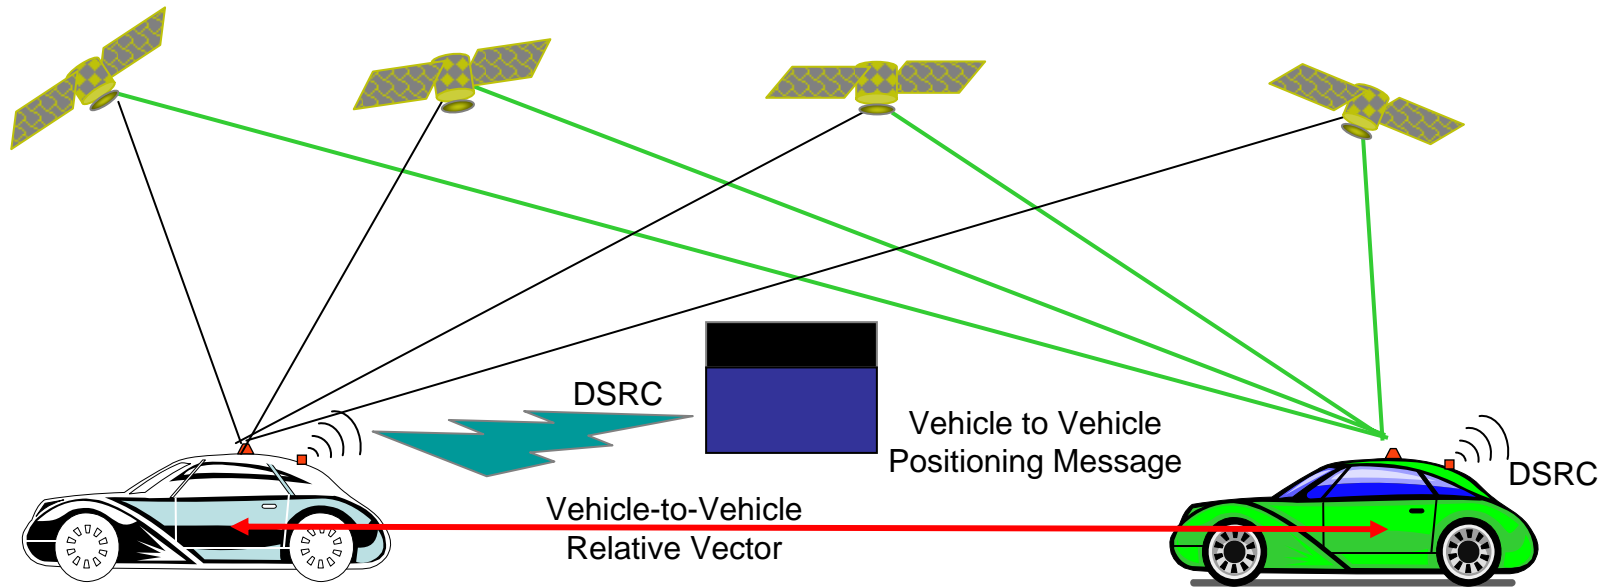 DSRC
Vehicle to Vehicle
Positioning Message
DSRC
Vehicle-to-Vehicle
Relative Vector